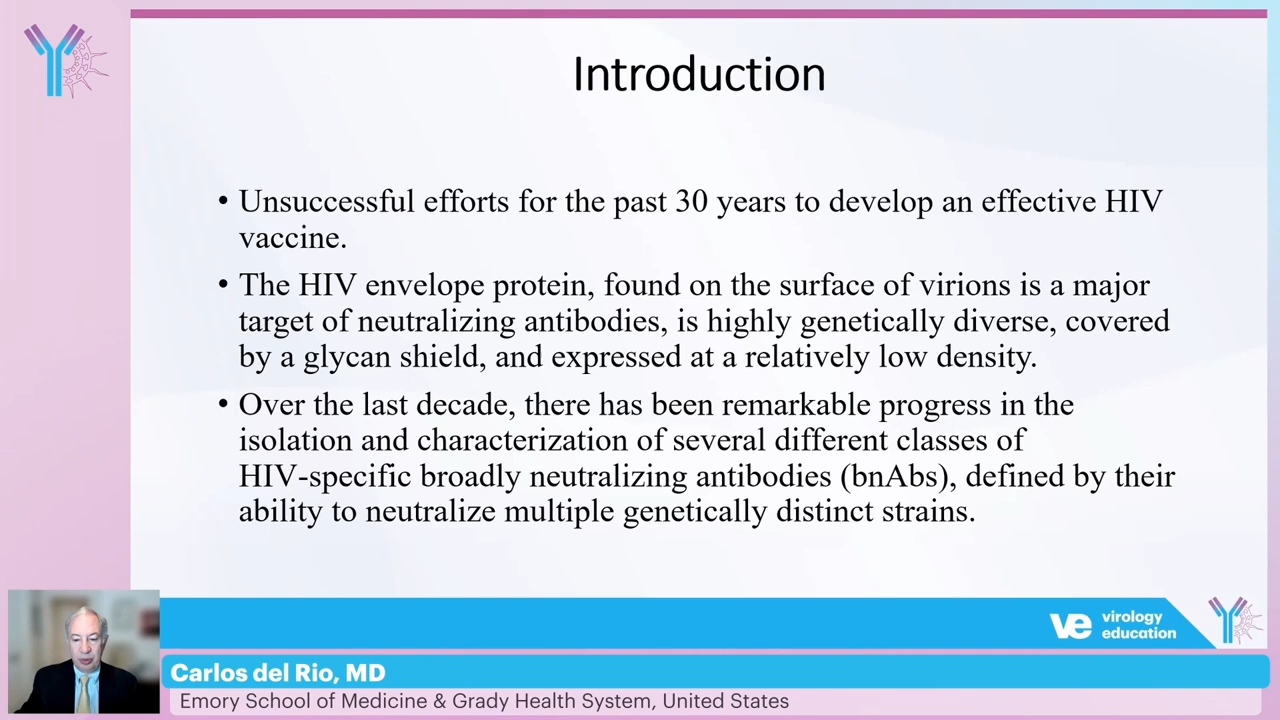 Introduction
• Unsuccessful efforts for the past 30 years to develop an effective HIV
vaccine.
• The HIV envelope protein, found on the surface of virions is a major
target of neutralizing antibodies, is highly genetically diverse, covered
by a glycan shield, and expressed at a relatively low density.
• Over the last decade, there has been remarkable progress in the
isolation and characterization of several different classes of
HIV-specific broadly neutralizing antibodies (bnAbs), defined by their
ability to neutralize multiple genetically distinct strains.
ve virology
education
Carlos del Rio, MD
Emory School of Medicine & Grady Health System, United States